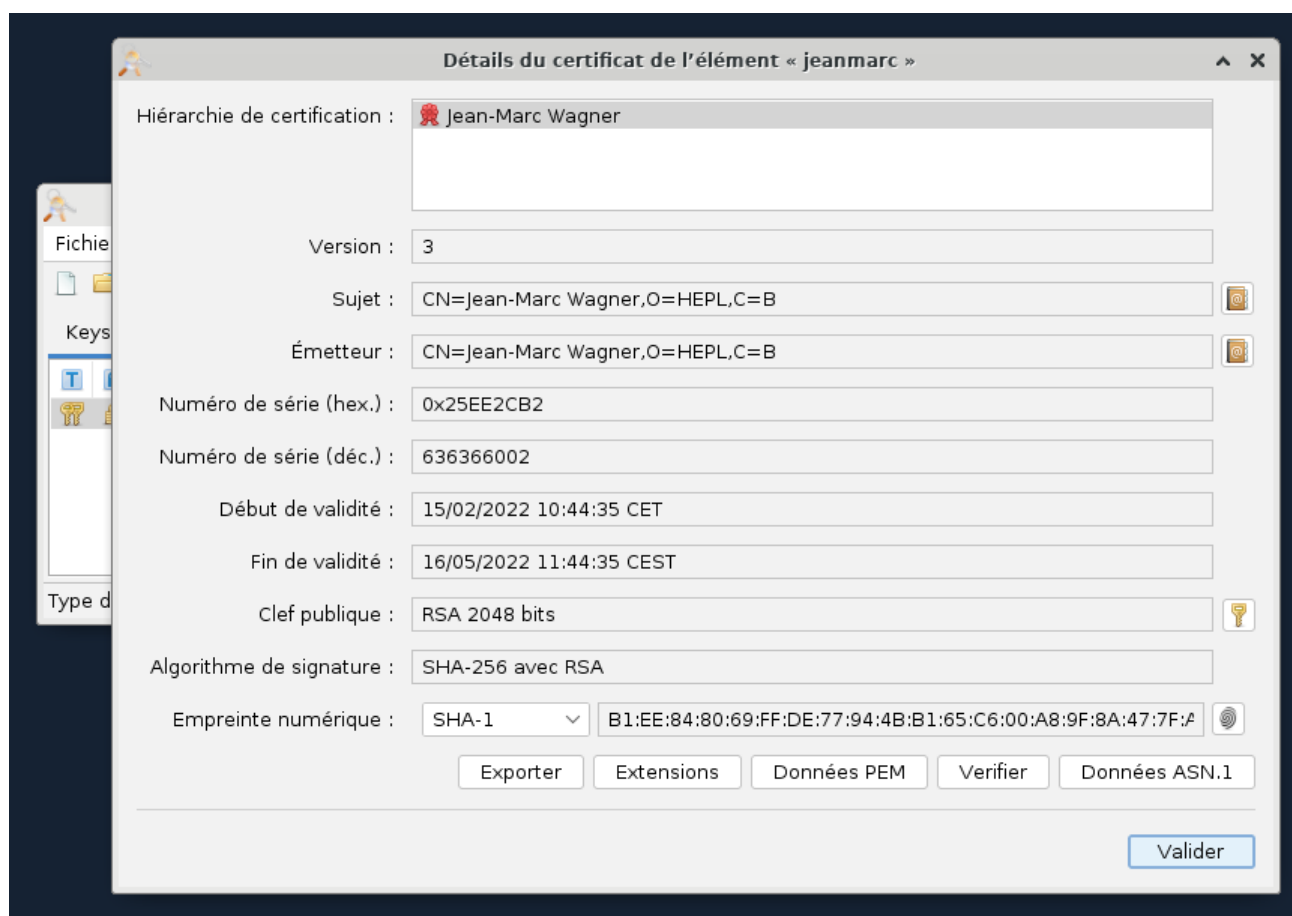 Détails du certificat de l’élément « jeanmarc »
Hiérarchie de certification : Jean-Marc Wagner
Fichie
Version : 3
Sujet : CN=Jean-Marc Wagner,O=HEPL,C=B
Keys
Émetteur : CN=Jean-Marc Wagner,O=HEPL,C=B
T
Numéro de série (hex.) : 0x25EE2CB2
Numéro de série (déc.) : 636366002
Début de validité : 15/02/2022 10:44:35 CET
Fin de validité : 16/05/2022 11:44:35 CEST
Type d
Clef publique : RSA 2048 bits
Algorithme de signature : SHA-256 avec RSA
Empreinte numérique : SHA-1 B1:EE:84:80:69:FF:DE:77:94:4B:B1:65:C6:00:A8:9F:8A:47:7F:
Exporter Extensions Données PEM Verifier Données ASN.1
Valider